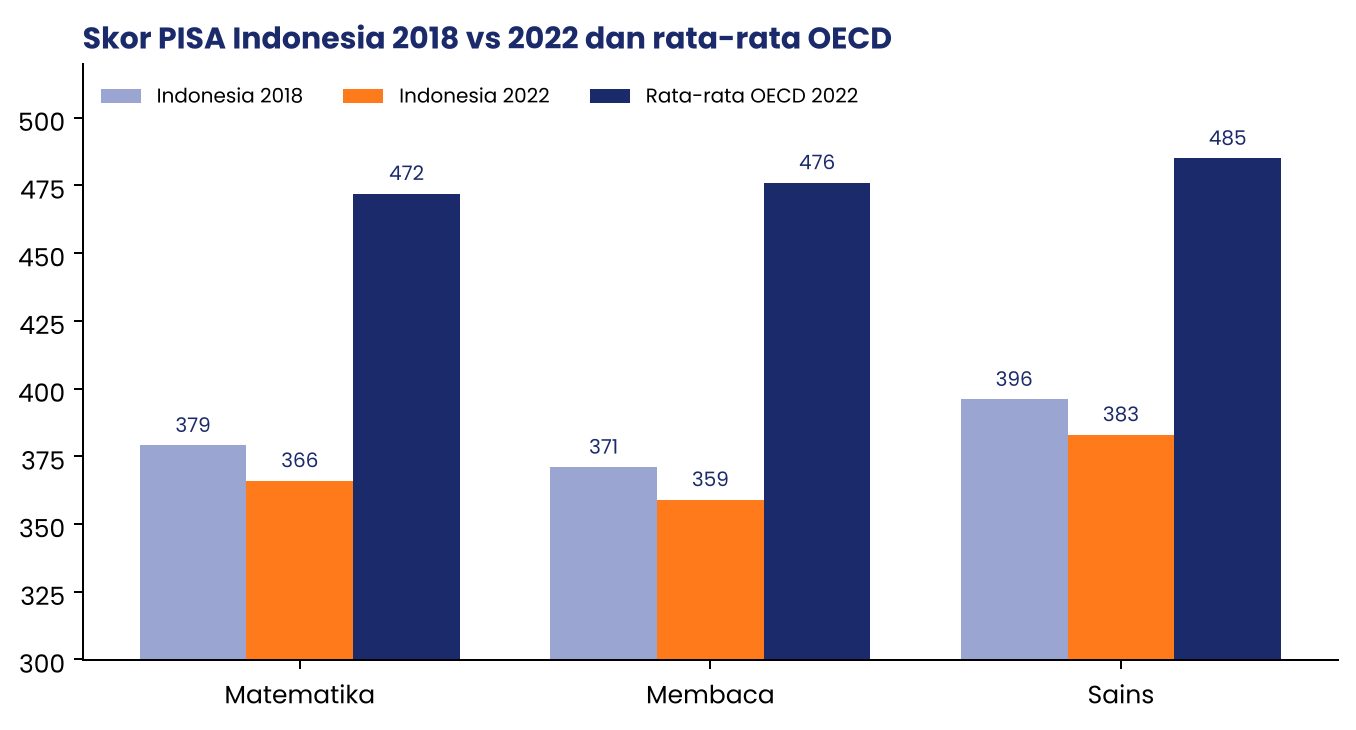 Skor PISA Indonesia 2018 vs 2022 dan rata-rata OECD
Indonesia 2018 Indonesia 2022 Rata-rata OECD 2022
500
475
450
425
400
375
350
325
300
379 366 472
371 359 476
396 383 485
Matematika Membaca Sains